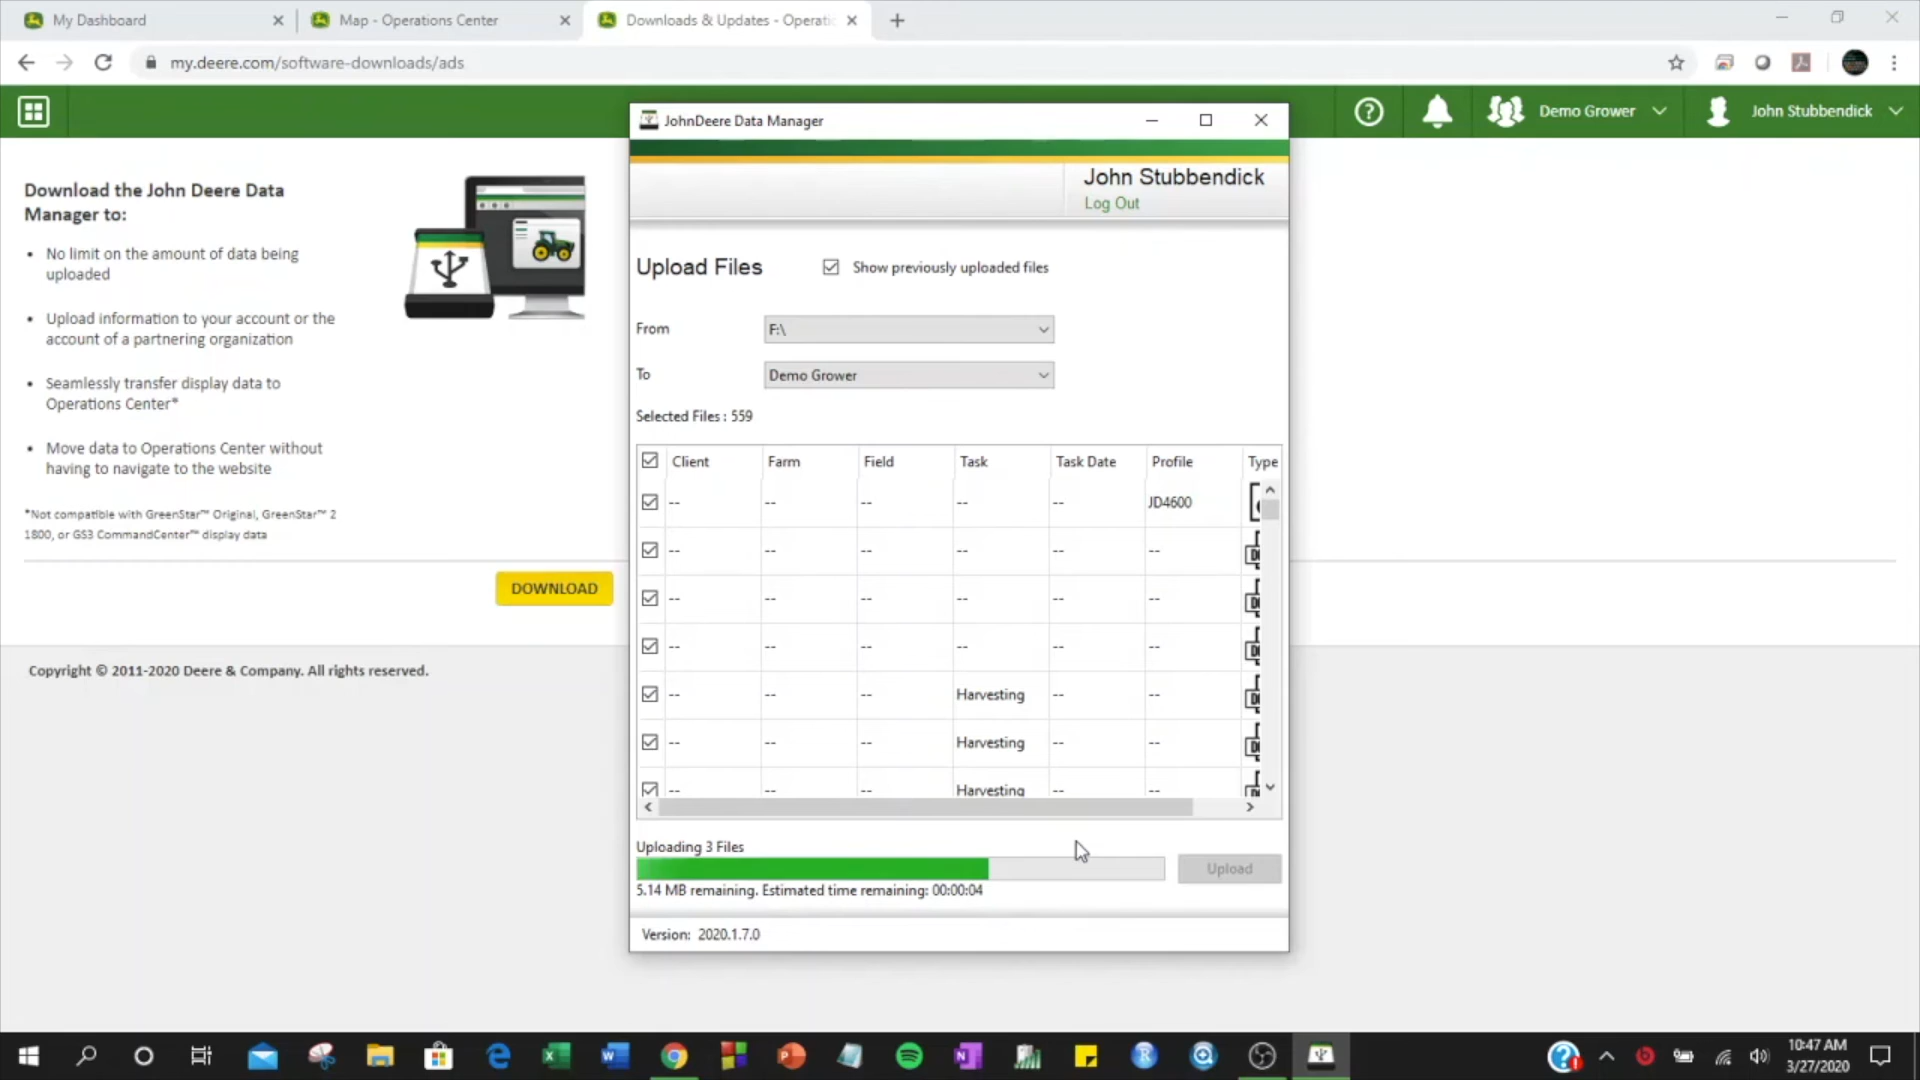 My Dashboard
Map - Operations Center
Downloads & Updates - Operatic
my.deere.com/software-downloads/ads
Demo Grower
John Stubbendick
Download the John Deere Data
Manager to:
• No limit on the amount of data being
uploaded
• Upload information to your account or the
account of a partnering organization
• Seamlessly transfer display data to
Operations Center*
• Move data to Operations Center without
having to navigate to the website
*Not compatible with GreenStar™ Original, GreenStar™ 2
1800, or GS3 CommandCenter™ display data
DOWNLOAD
Copyright © 2011-2020 Deere & Company. All rights reserved.
JohnDeere Data Manager
John Stubbendick
Log Out
Upload Files
Show previously uploaded files
From F:\
To Demo Grower
Selected Files : 559
Client Farm Field Task Task Date Profile Type
-- -- -- -- -- JD4600
-- -- -- -- -- --
-- -- -- -- -- --
-- -- -- -- -- --
-- -- -- Harvesting -- --
-- -- -- Harvesting -- --
-- -- -- Harvesting -- --
Uploading 3 Files
Upload
5.14 MB remaining. Estimated time remaining: 00:00:04
Version: 2020.1.7.0
10:47 AM
3/27/2020